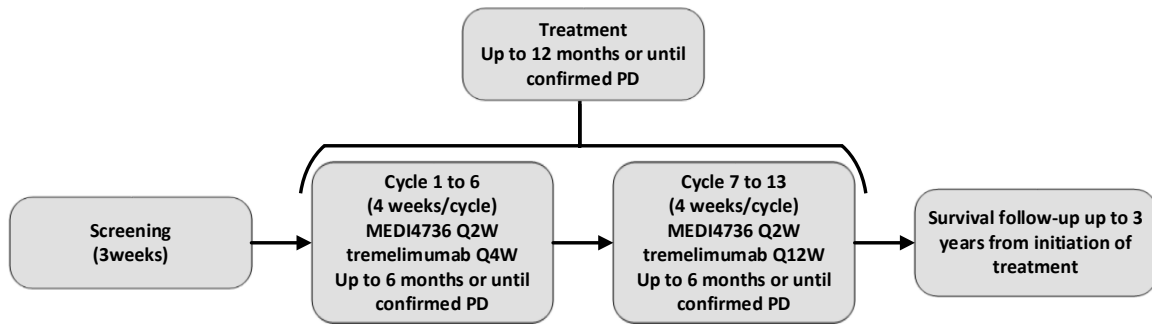 Treatment
Up to 12 months or until
confirmed PD
Screening
(3weeks)
Cycle 1 to 6
(4 weeks/cycle)
MEDI4736 Q2W
tremelimumab Q4W
Up to 6 months or until
confirmed PD
Cycle 7 to 13
(4 weeks/cycle)
MEDI4736 Q2W
tremelimumab Q12W
Up to 6 months or until
confirmed PD
Survival follow-up up to 3
years from initiation of
treatment